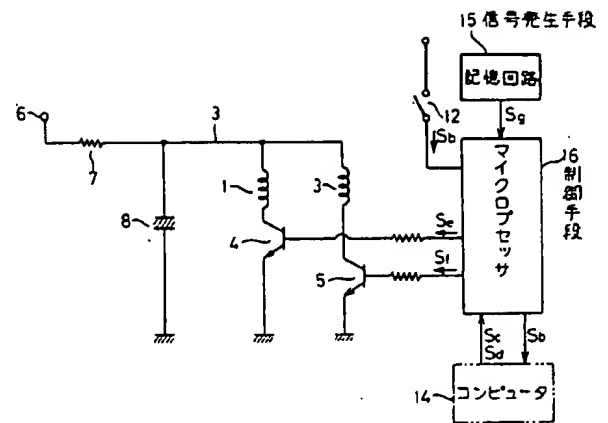 15 信号発生手段
記憶回路
12
Sg
Sb
6
7
3
マイクロプセッサ
16 制御手段
1
3
8
4
Se
5
Sf
Sc
Sd
Sb
14
コンピュータ